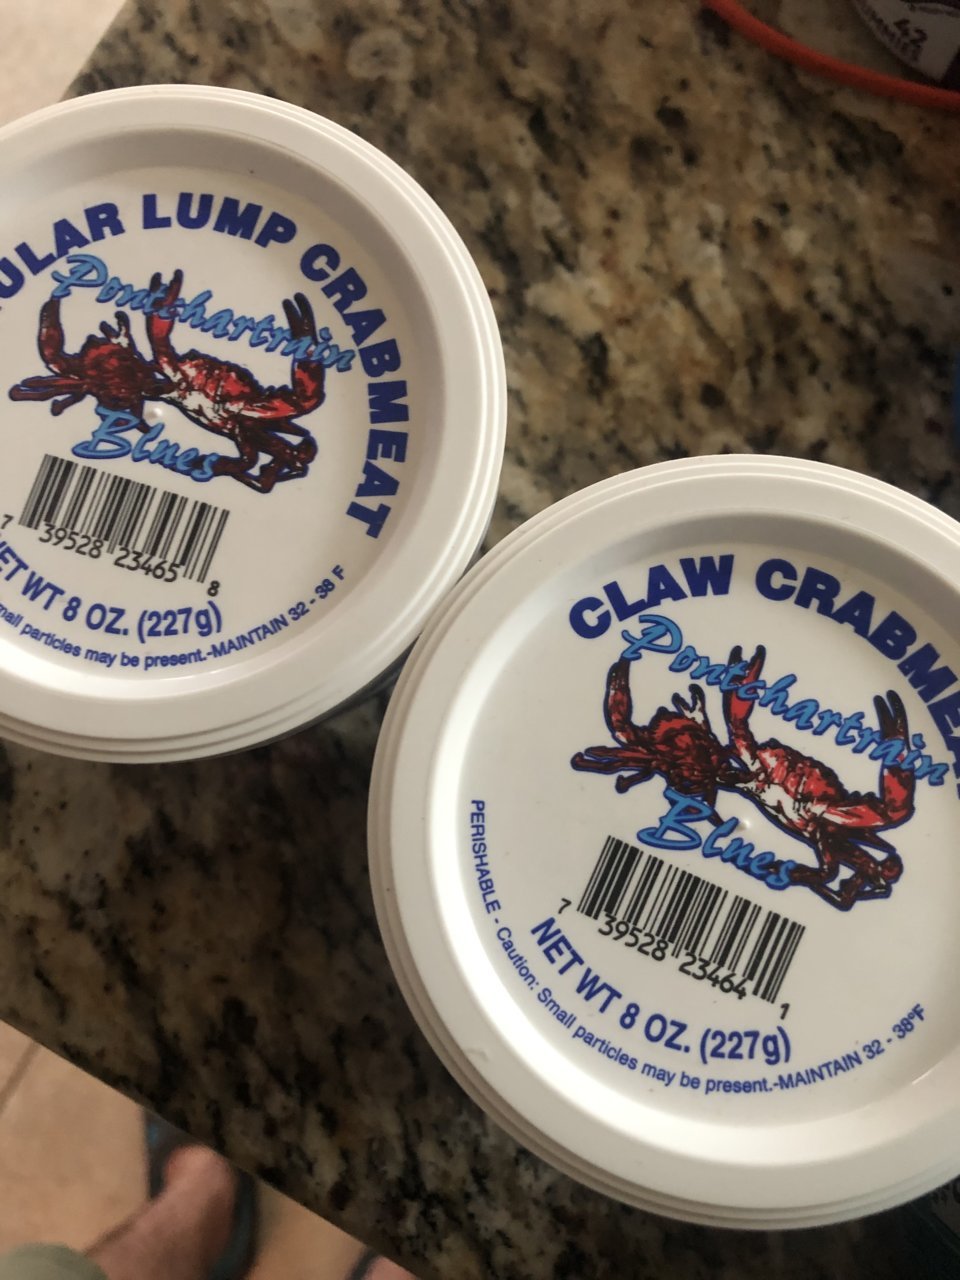 ULAR LUMP CRABMEAT
Pontchartrain
Blues
7 39528 23465 8
NET WT 8 OZ. (227g)
mall particles may be present.-MAINTAIN 32 - 38 F
CLAW CRABMEA
Pontchartrain
Blues
7 39528 23464 1
NET WT 8 OZ. (227g)
PERISHABLE - Caution: Small particles may be present.-MAINTAIN 32 - 38°F
42